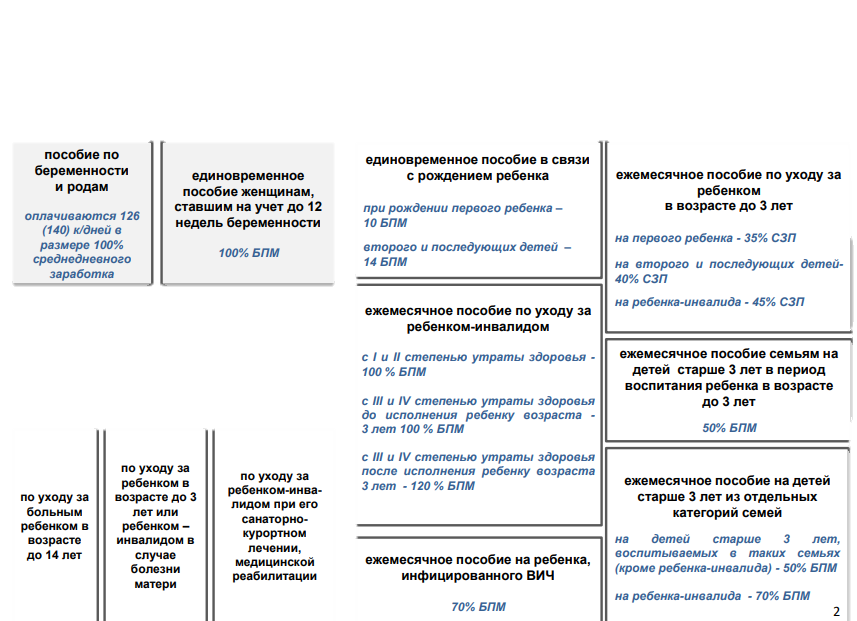 пособие по
беременности
и родам
оплачиваются 126
(140) к/дней в
размере 100%
среднедневного
заработка
единовременное
пособие женщинам,
ставшим на учет до 12
недель беременности
100% БПМ
единовременное пособие в связи
с рождением ребенка
при рождении первого ребенка –
10 БПМ
второго и последующих детей –
14 БПМ
ежемесячное пособие по уходу за
ребенком
в возрасте до 3 лет
на первого ребенка - 35% СЗП
на второго и последующих детей-
40% СЗП
на ребенка-инвалида - 45% СЗП
ежемесячное пособие по уходу за
ребенком-инвалидом
с I и II степенью утраты здоровья -
100 % БПМ
с III и IV степенью утраты здоровья
до исполнения ребенку возраста -
3 лет 100 % БПМ
с III и IV степенью утраты здоровья
после исполнения ребенку возраста
3 лет - 120 % БПМ
ежемесячное пособие семьям на
детей старше 3 лет в период
воспитания ребенка в возрасте
до 3 лет
50% БПМ
по уходу за
больным
ребенком в
возрасте
до 14 лет
по уходу за
ребенком в
возрасте до 3
лет или
ребенком –
инвалидом в
случае
болезни
матери
по уходу за
ребенком-инва-
лидом при его
санаторно-
курортном
лечении,
медицинской
реабилитации
ежемесячное пособие на ребенка,
инфицированного ВИЧ
70% БПМ
ежемесячное пособие на детей
старше 3 лет из отдельных
категорий семей
на детей старше 3 лет,
воспитываемых в таких семьях
(кроме ребенка-инвалида) - 50% БПМ
на ребенка-инвалида - 70% БПМ
2